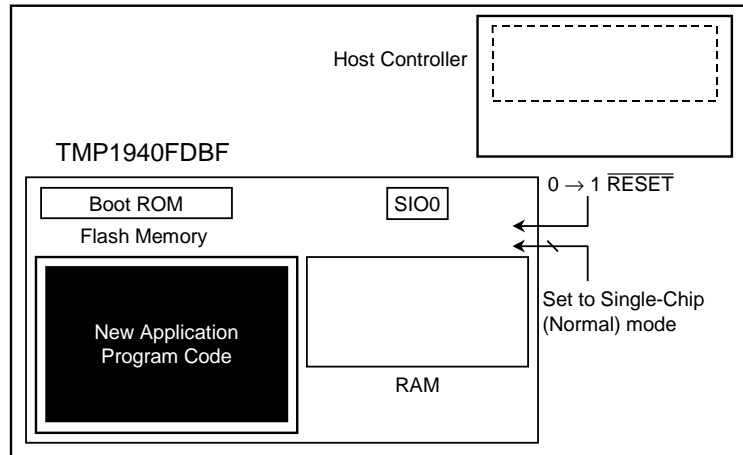 Host Controller
TMP1940FDBF
0 → 1 RESET
Boot ROM
SIO0
Flash Memory
New Application
Program Code
Set to Single-Chip
(Normal) mode
RAM